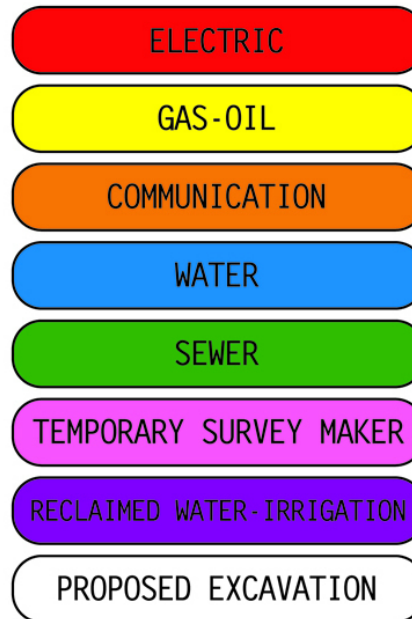 ELECTRIC
GAS-OIL
COMMUNICATION
WATER
SEWER
TEMPORARY SURVEY MAKER
RECLAIMED WATER-IRRIGATION
PROPOSED EXCAVATION